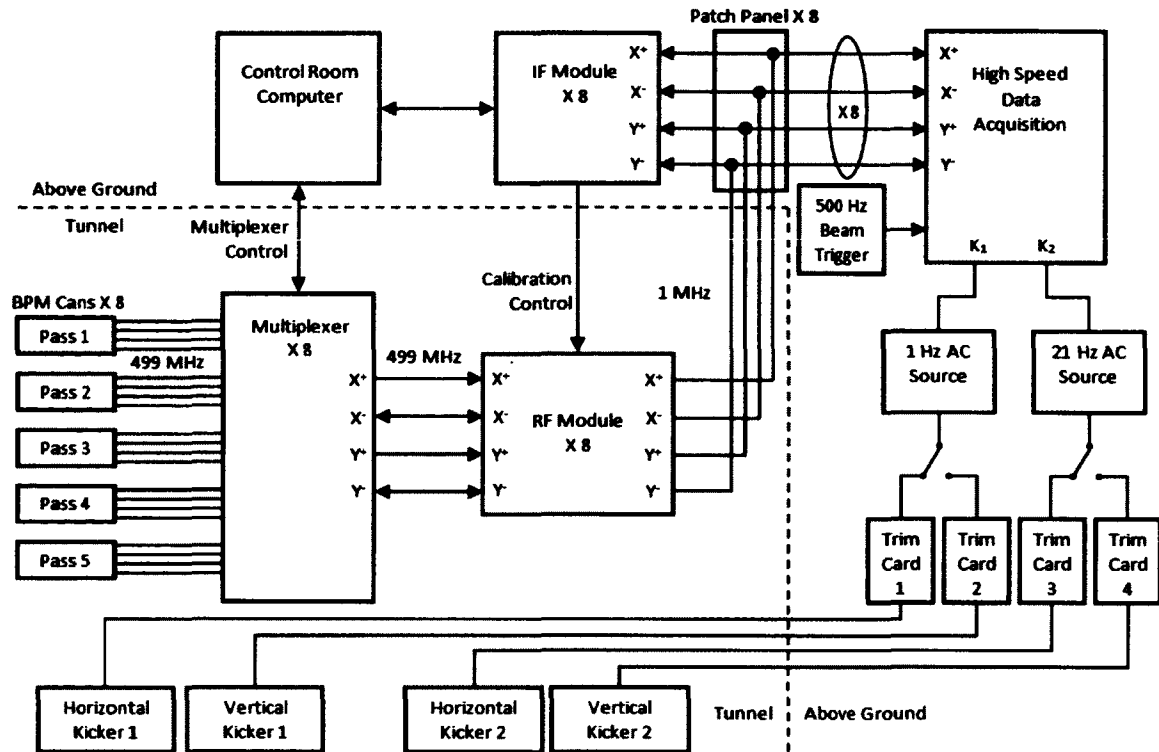 Patch Panel X 8
Control Room
Computer
IF Module
X 8
X⁺
X⁻
Y⁺
Y⁻
X 8
X⁺
X⁻
Y⁺
Y⁻
High Speed
Data
Acquisition
K₁
K₂
500 Hz
Beam
Trigger
Above Ground
Tunnel
Multiplexer
Control
Calibration
Control
1 MHz
BPM Cans X 8
Pass 1
499 MHz
Pass 2
Pass 3
Pass 4
Pass 5
Multiplexer
X 8
X⁺
X⁻
Y⁺
Y⁻
499 MHz
X⁺
X⁻
Y⁺
Y⁻
RF Module
X 8
X⁺
X⁻
Y⁺
Y⁻
1 Hz AC
Source
21 Hz AC
Source
Trim
Card
1
Trim
Card
2
Trim
Card
3
Trim
Card
4
Horizontal
Kicker 1
Vertical
Kicker 1
Horizontal
Kicker 2
Vertical
Kicker 2
Tunnel
Above Ground